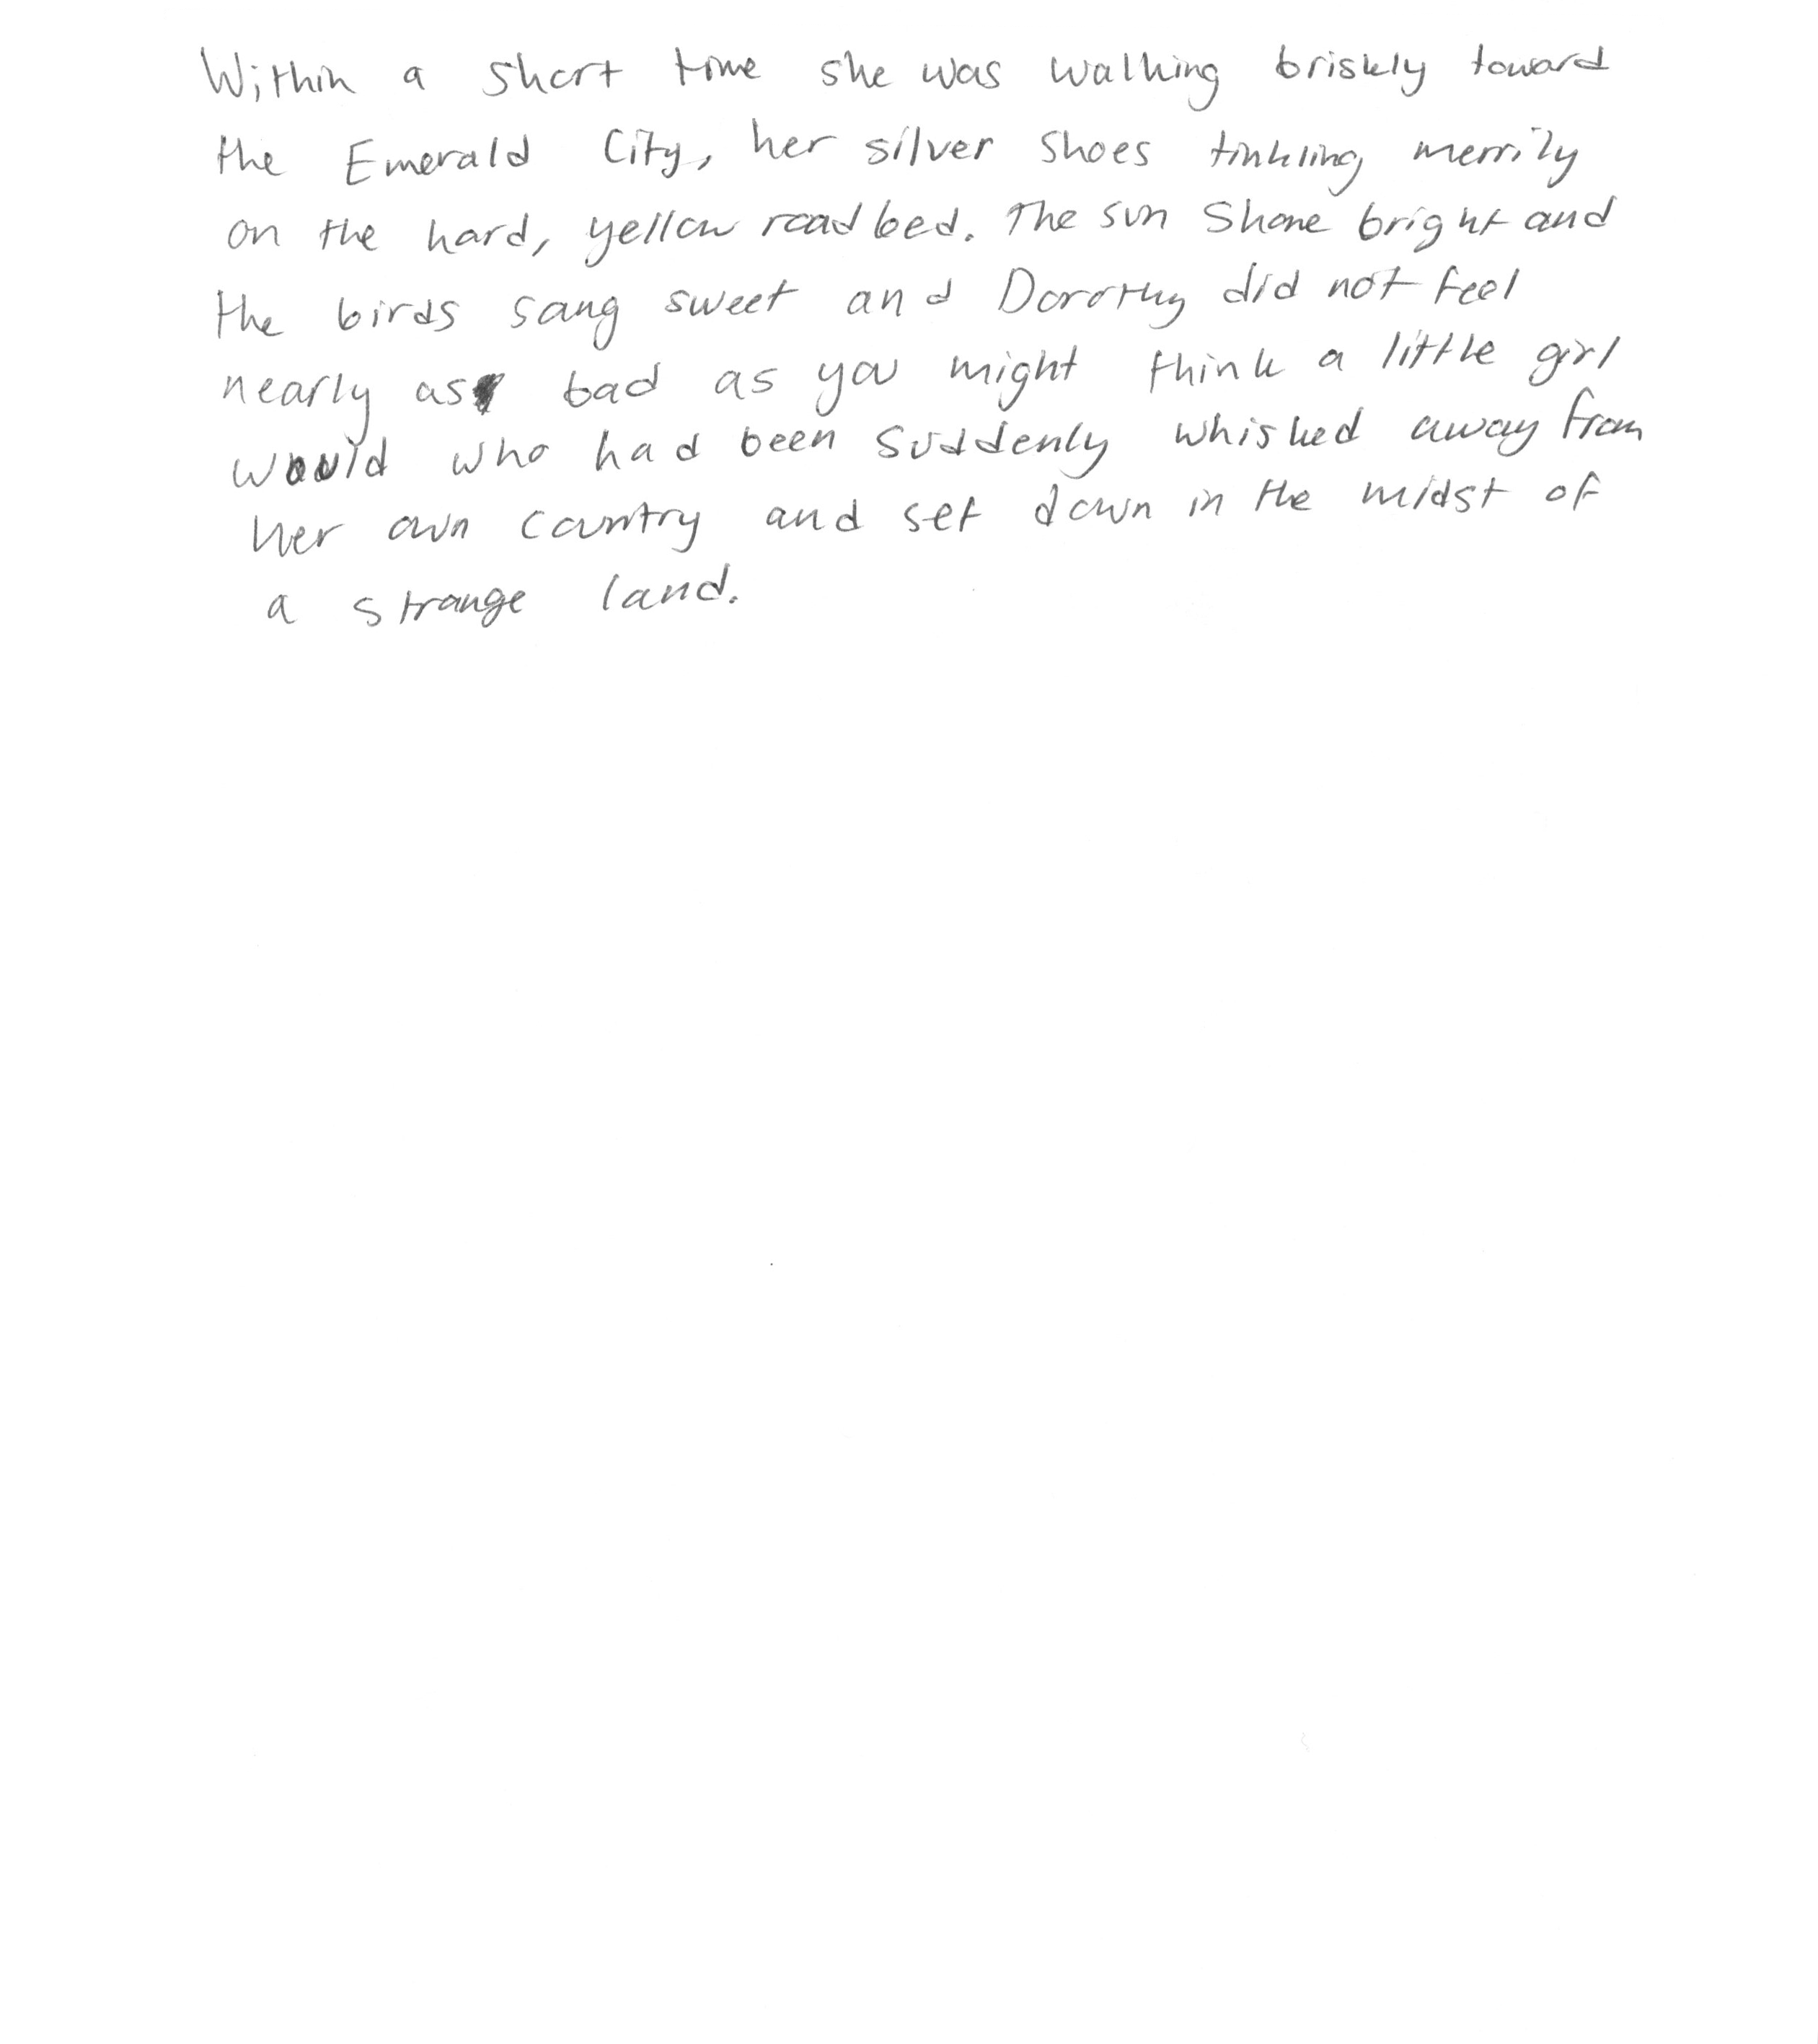 Within a short time she was walking briskly toward
the Emerald City, her silver shoes tinkling merrily
on the hard, yellow roadbed. The sun shone bright and
the birds sang sweet and Dorothy did not feel
nearly as bad as you might think a little girl
would who had been suddenly whisked away from
her own country and set down in the midst of
a strange land.